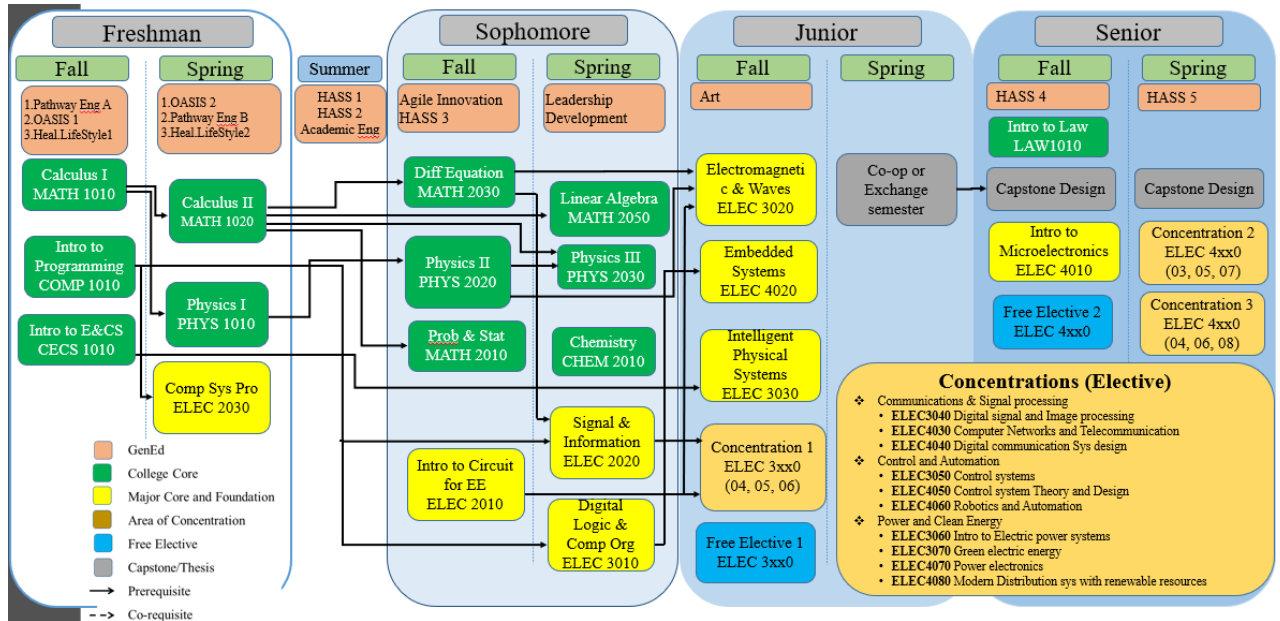 Freshman
Sophomore
Junior
Senior
Fall
Spring
Summer
Fall
Spring
Fall
Spring
Fall
Spring
1.Pathway Eng A
2.OASIS 1
3.Heal.LifeStyle1
1.OASIS 2
2.Pathway Eng B
3.Heal.LifeStyle2
HASS 1
HASS 2
Academic Eng
Agile Innovation
HASS 3
Leadership
Development
Art
HASS 4
HASS 5
Calculus I
MATH 1010
Intro to
Programming
COMP 1010
Intro to E&CS
CECS 1010
Calculus II
MATH 1020
Physics I
PHYS 1010
Comp Sys Pro
ELEC 2030
Diff Equation
MATH 2030
Physics II
PHYS 2020
Prob & Stat
MATH 2010
Intro to Circuit
for EE
ELEC 2010
Linear Algebra
MATH 2050
Physics III
PHYS 2030
Chemistry
CHEM 2010
Signal &
Information
ELEC 2020
Digital
Logic &
Comp Org
ELEC 3010
Electromagneti
c & Waves
ELEC 3020
Embedded
Systems
ELEC 4020
Intelligent
Physical
Systems
ELEC 3030
Concentration 1
ELEC 3xx0
(04, 05, 06)
Free Elective 1
ELEC 3xx0
Co-op or
Exchange
semester
Intro to Law
LAW1010
Capstone Design
Intro to
Microelectronics
ELEC 4010
Free Elective 2
ELEC 4xx0
Capstone Design
Concentration 2
ELEC 4xx0
(03, 05, 07)
Concentration 3
ELEC 4xx0
(04, 06, 08)
GenEd
College Core
Major Core and Foundation
Area of Concentration
Free Elective
Capstone/Thesis
Prerequisite
Co-requisite
Concentrations (Elective)
❖ Communications & Signal processing
• ELEC3040 Digital signal and Image processing
• ELEC4030 Computer Networks and Telecommunication
• ELEC4040 Digital communication Sys design
❖ Control and Automation
• ELEC3050 Control systems
• ELEC4050 Control system Theory and Design
• ELEC4060 Robotics and Automation
❖ Power and Clean Energy
• ELEC3060 Intro to Electric power systems
• ELEC3070 Green electric energy
• ELEC4070 Power electronics
• ELEC4080 Modern Distribution sys with renewable resources